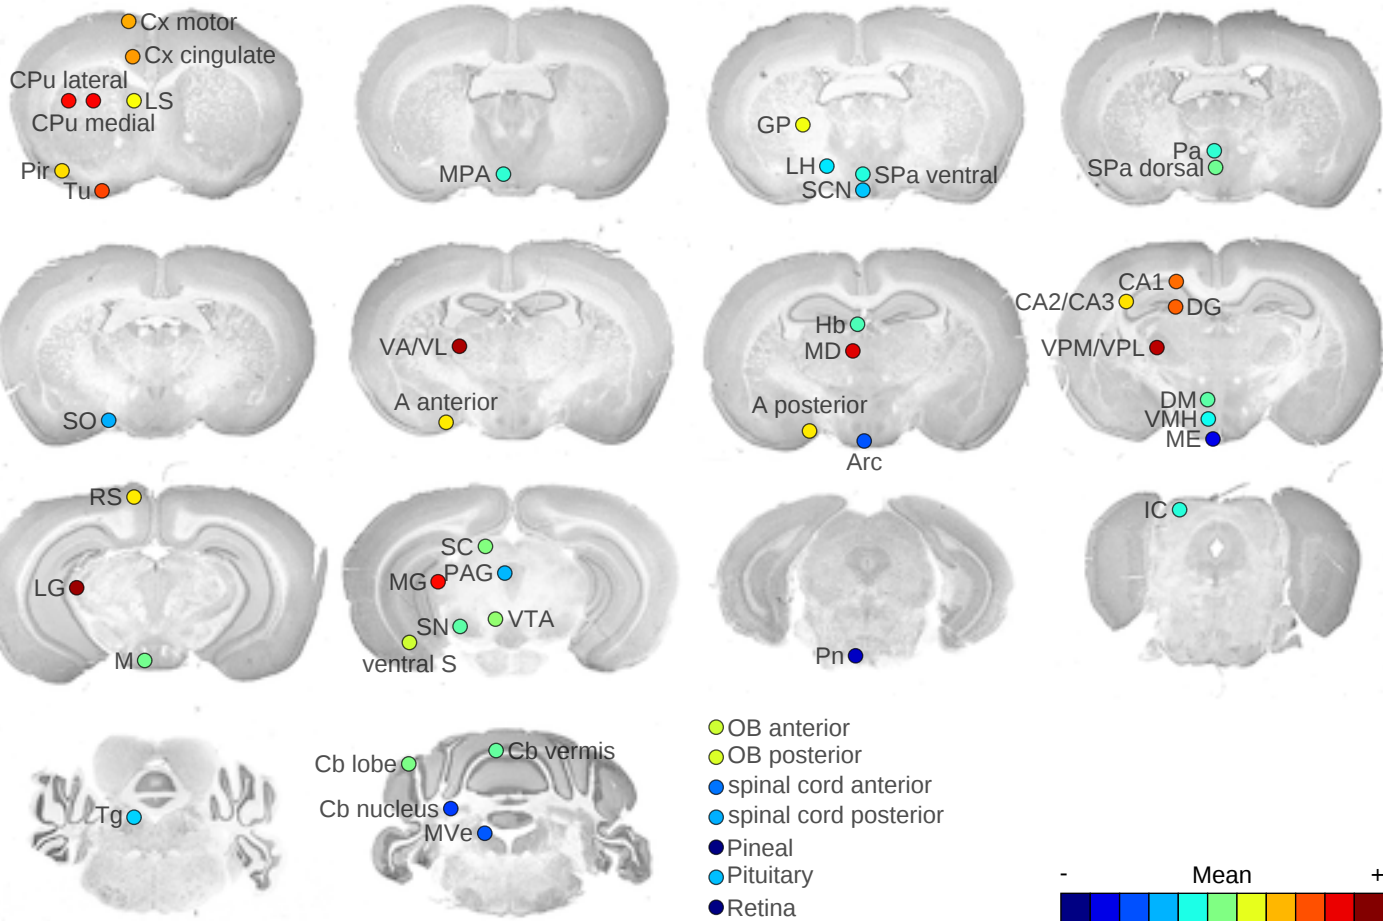 Cx motor
Cx cingulate
CPu lateral
LS
CPu medial
Pir
Tu
MPA
GP
LH
SPa ventral
SCN
Pa
SPa dorsal
SO
VA/VL
A anterior
Hb
MD
A posterior
Arc
CA1
CA2/CA3
DG
VPM/VPL
DM
VMH
ME
RS
LG
M
SC
MG
PAG
SN
VTA
ventral S
Pn
IC
Tg
Cb lobe
Cb vermis
Cb nucleus
MVe
OB anterior
OB posterior
spinal cord anterior
spinal cord posterior
Pineal
Pituitary
Retina
- Mean +